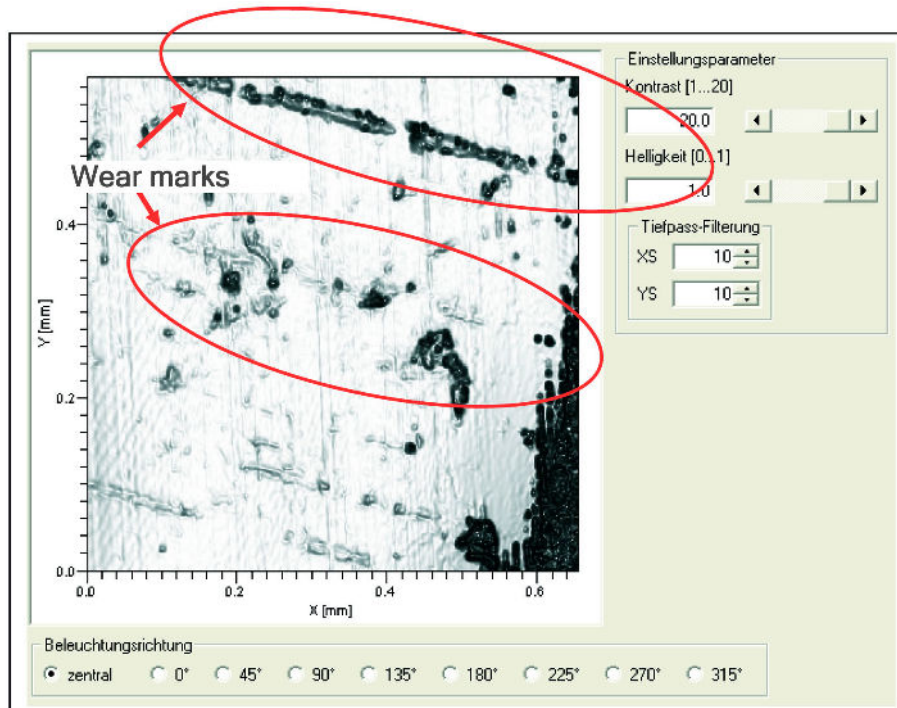 Einstellungsparameter
Kontrast [1...20]
20.0
Helligkeit [0...1]
1.0
Tiefpass-Filterung
XS 10
YS 10
Wear marks
Y [mm]
0.4
0.2
0.0
0.0 0.2 0.4 0.6
X [mm]
Beleuchtungsrichtung
zentral 0° 45° 90° 135° 180° 225° 270° 315°